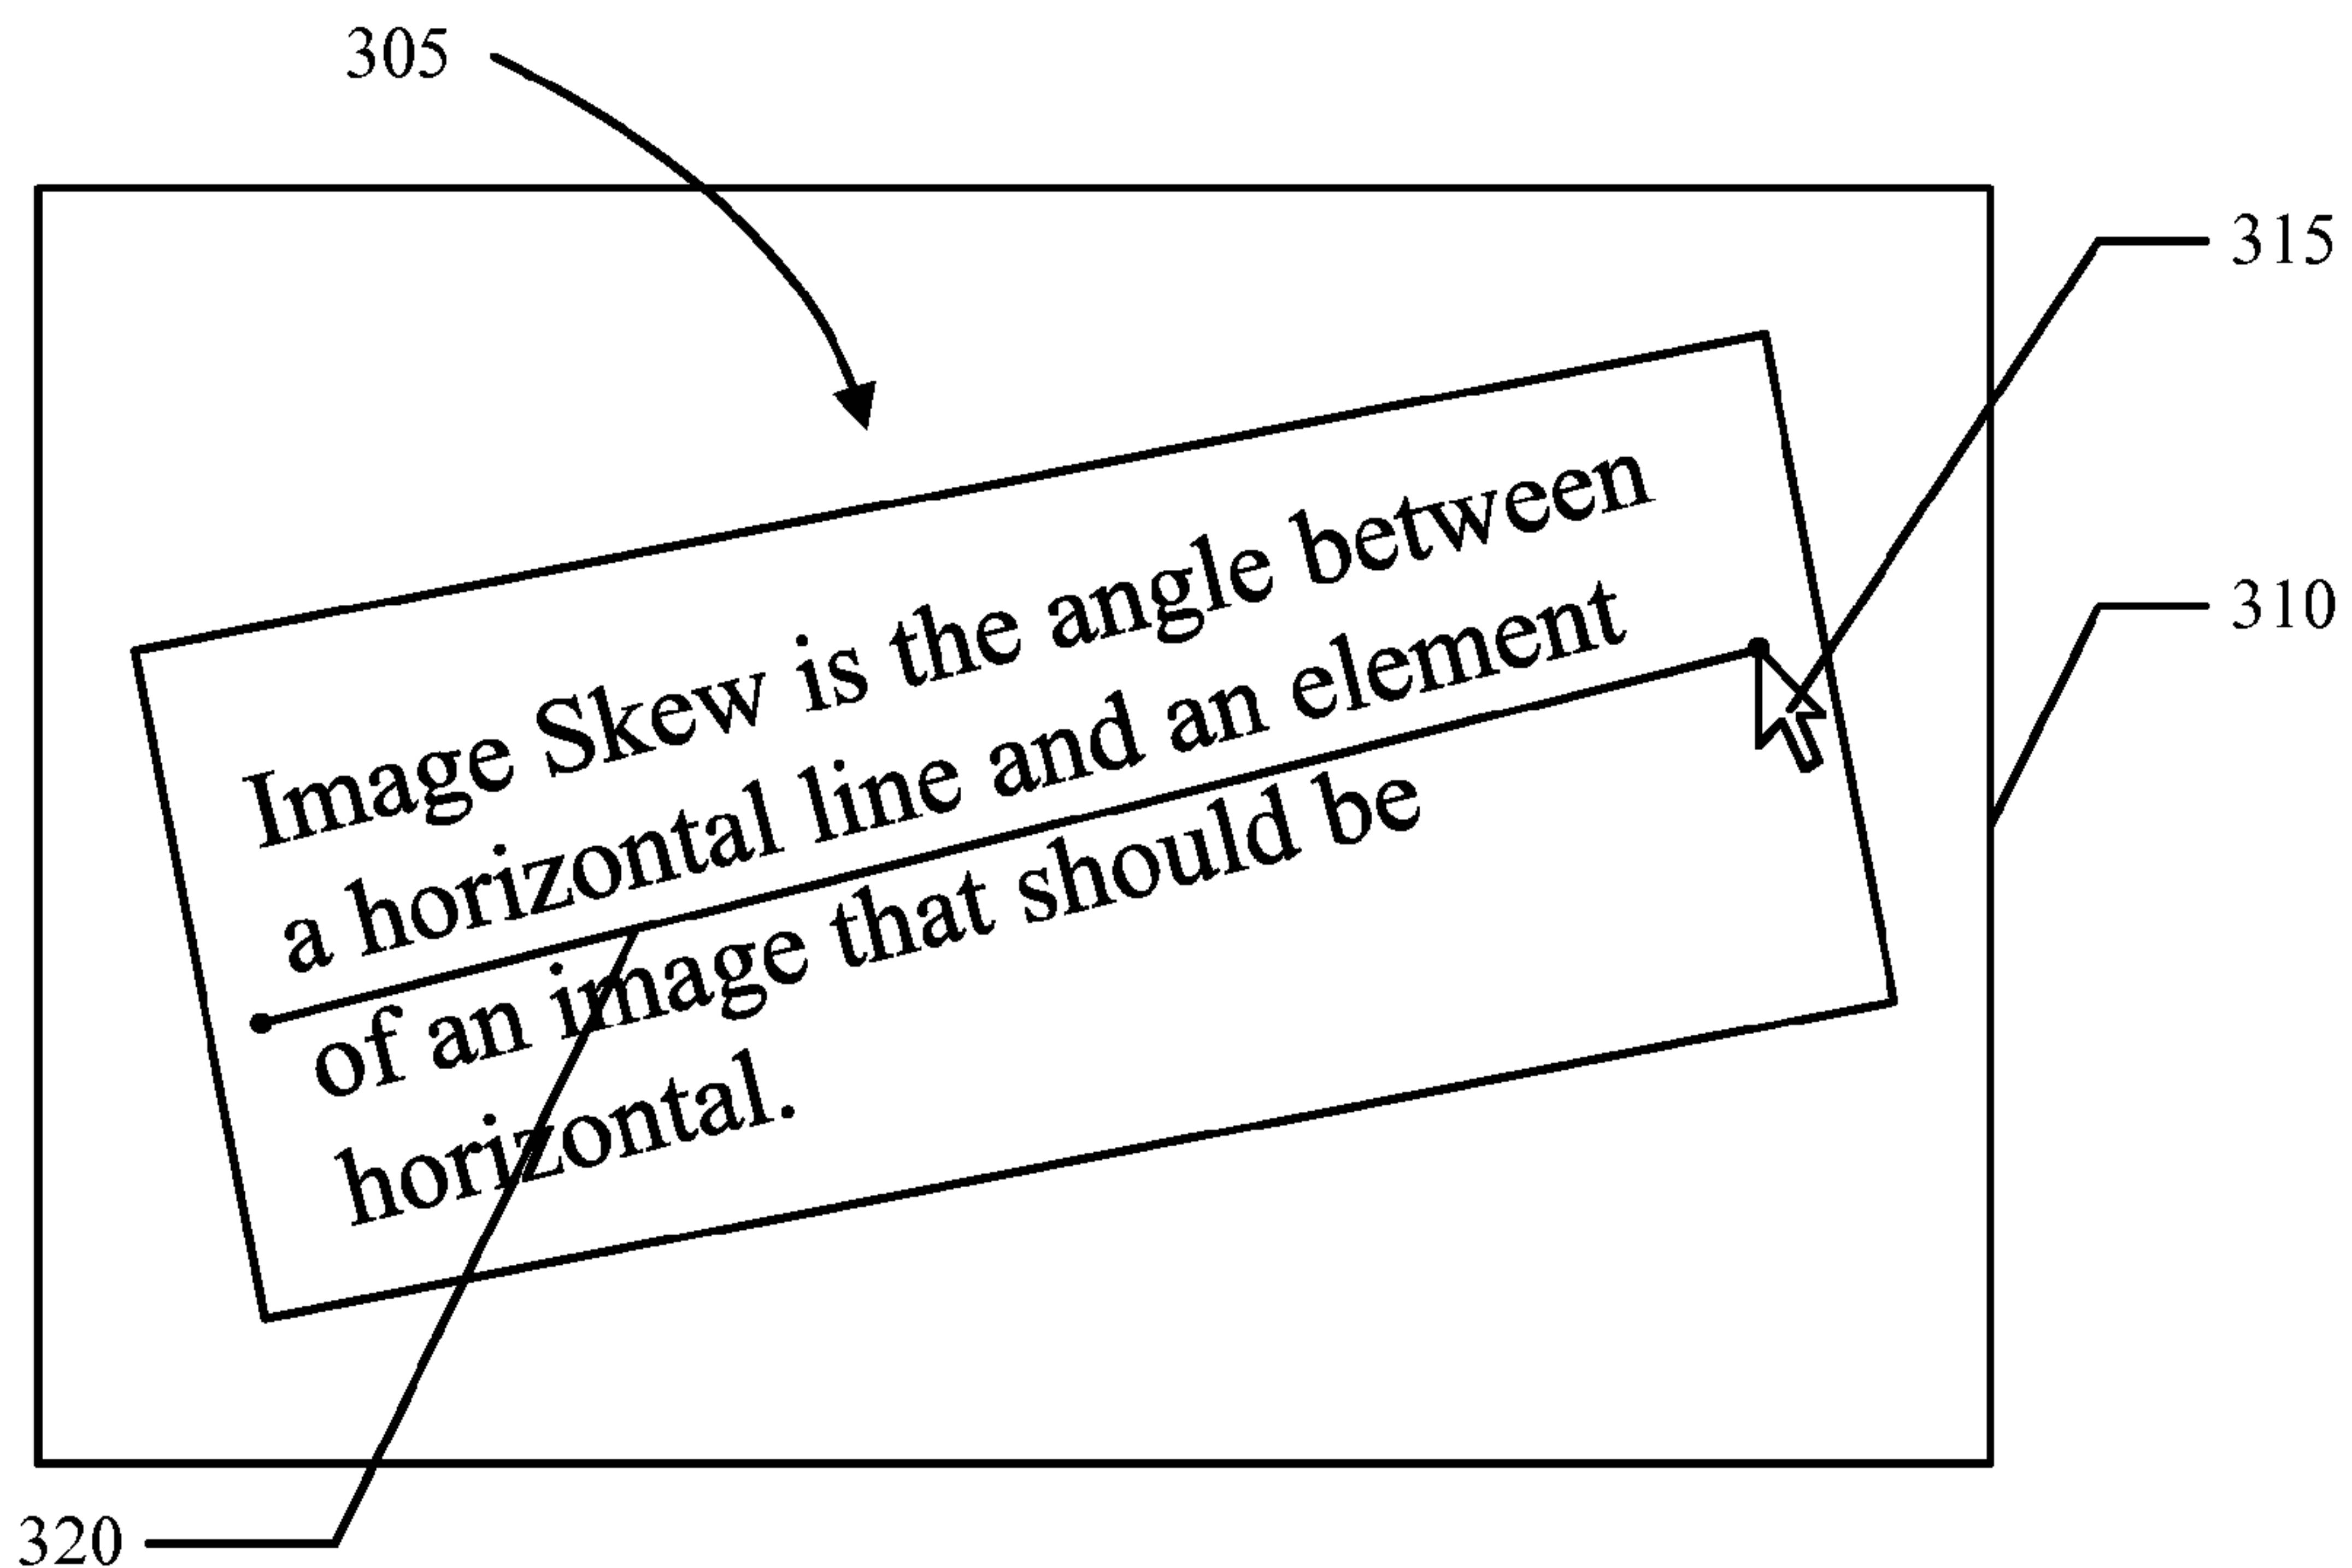 305
315
310
Image Skew is the angle between
a horizontal line and an element
of an image that should be
horizontal.
320